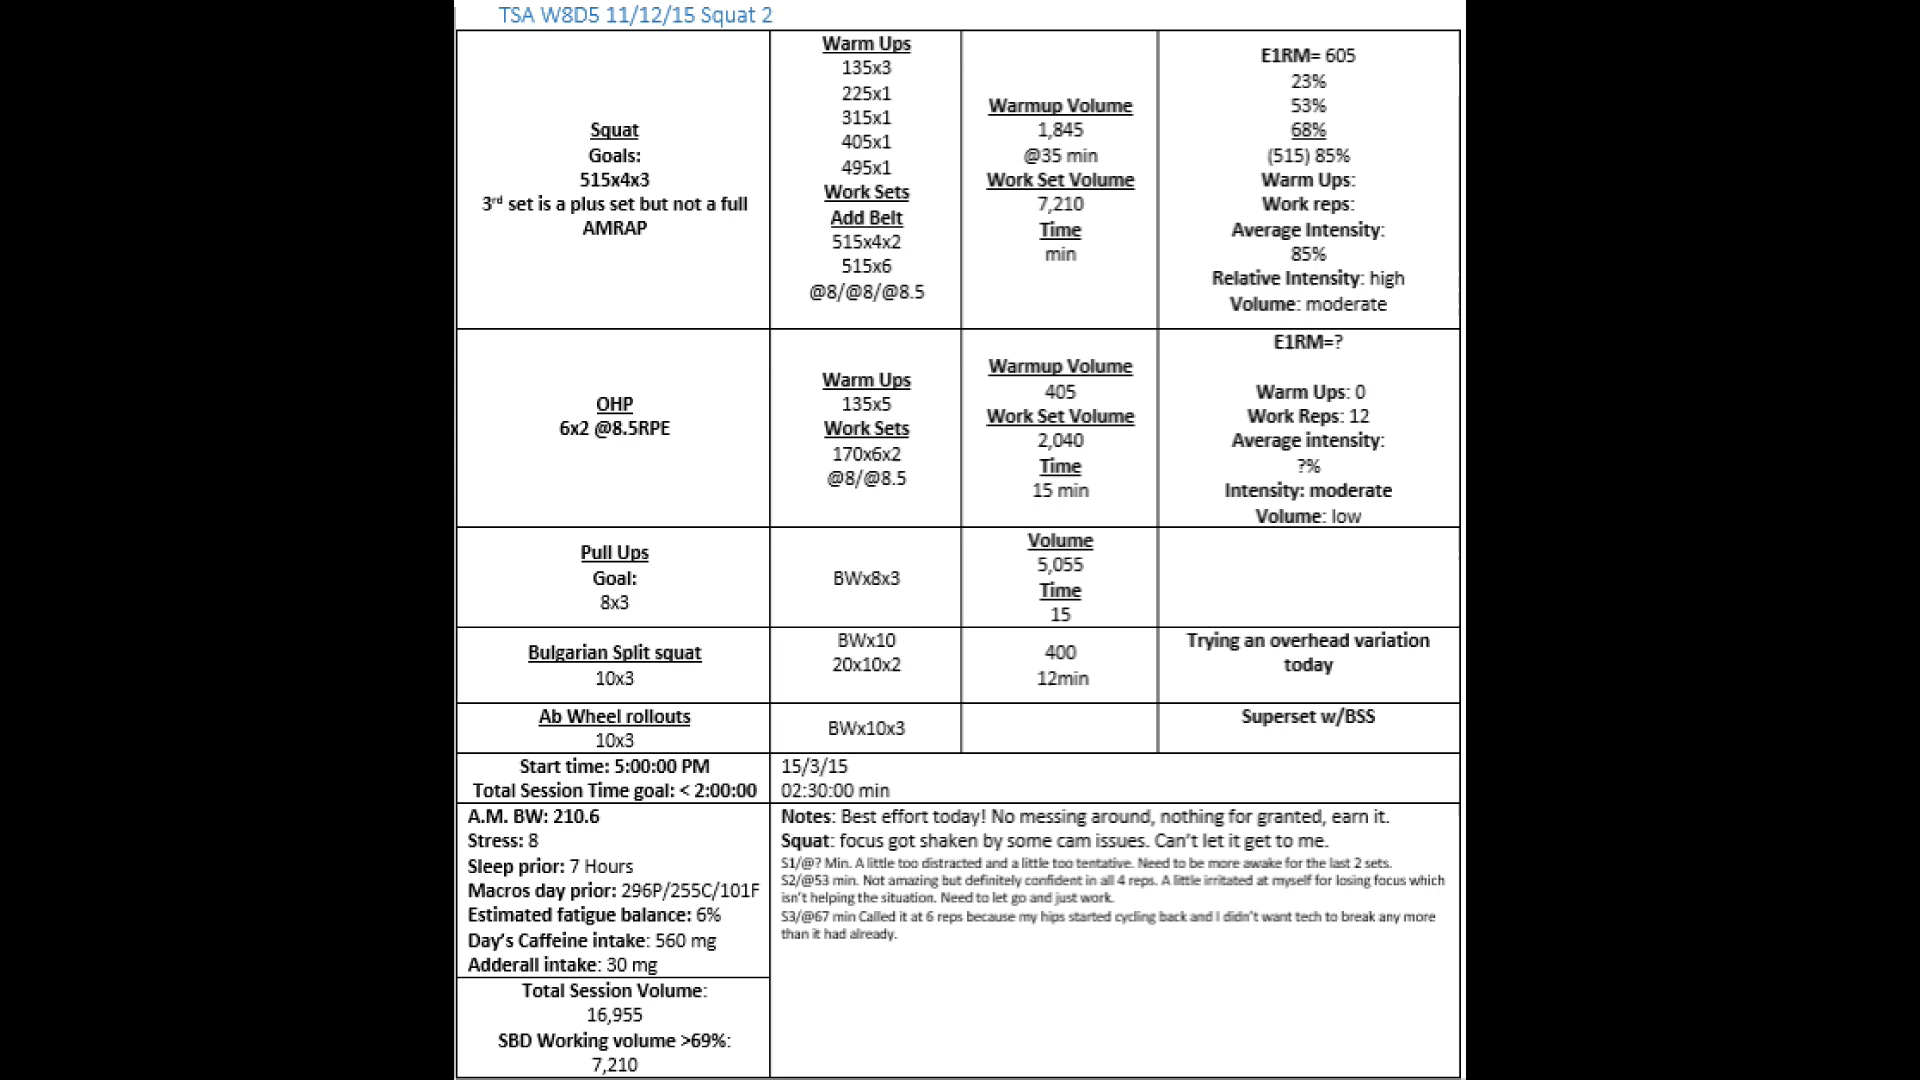 TSA W8D5 11/12/15 Squat 2
Squat
Goals:
515x4x3
3rd set is a plus set but not a full
AMRAP
Warm Ups
135x3
225x1
315x1
405x1
495x1
Work Sets
Add Belt
515x4x2
515x6
@8/@8/@8.5
Warmup Volume
1,845
@35 min
Work Set Volume
7,210
Time
min
E1RM= 605
23%
53%
68%
(515) 85%
Warm Ups:
Work reps:
Average Intensity:
85%
Relative Intensity: high
Volume: moderate
OHP
6x2 @8.5RPE
Warm Ups
135x5
Work Sets
170x6x2
@8/@8.5
Warmup Volume
405
Work Set Volume
2,040
Time
15 min
E1RM=?
Warm Ups: 0
Work Reps: 12
Average intensity:
?%
Intensity: moderate
Volume: low
Pull Ups
Goal:
8x3
BWx8x3
Volume
5,055
Time
15
Bulgarian Split squat
10x3
BWx10
20x10x2
400
12min
Trying an overhead variation
today
Ab Wheel rollouts
10x3
BWx10x3
Superset w/BSS
Start time: 5:00:00 PM
Total Session Time goal: < 2:00:00
15/3/15
02:30:00 min
A.M. BW: 210.6
Stress: 8
Sleep prior: 7 Hours
Macros day prior: 296P/255C/101F
Estimated fatigue balance: 6%
Day's Caffeine intake: 560 mg
Adderall intake: 30 mg
Total Session Volume:
16,955
SBD Working volume >69%:
7,210
Notes: Best effort today! No messing around, nothing for granted, earn it.
Squat: focus got shaken by some cam issues. Can't let it get to me.
S1/@? Min. A little too distracted and a little too tentative. Need to be more awake for the last 2 sets.
S2/@53 min. Not amazing but definitely confident in all 4 reps. A little irritated at myself for losing focus which
isn't helping the situation. Need to let go and just work.
S3/@67 min Called it at 6 reps because my hips started cycling back and I didn't want tech to break any more
than it had already.